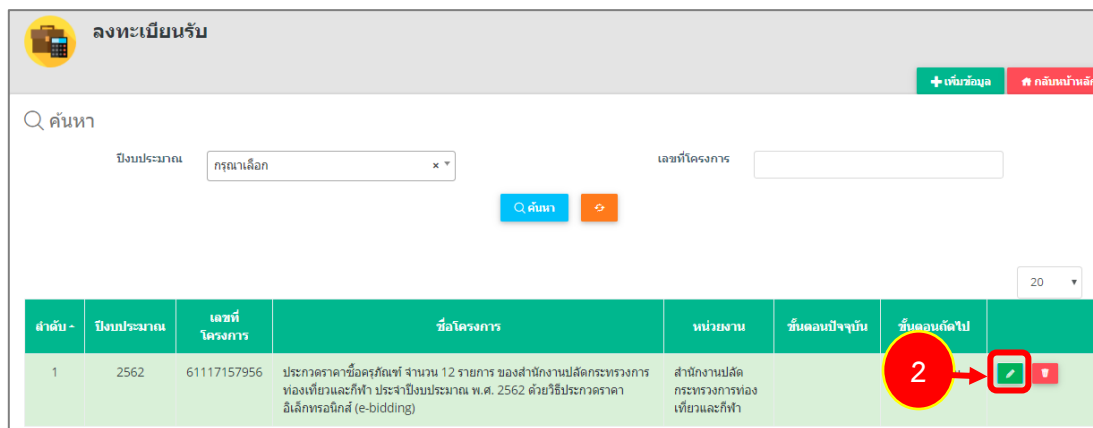 ลงทะเบียนรับ
เพิ่มข้อมูล
กลับหน้าหลัก
ค้นหา
ปีงบประมาณ
กรุณาเลือก
×
เลขที่โครงการ
ค้นหา
20
ลำดับ
ปีงบประมาณ
เลขที่
โครงการ
ชื่อโครงการ
หน่วยงาน
ขั้นตอนปัจจุบัน
ขั้นตอนถัดไป
1
2562
61117157956
ประกวดราคาซื้อครุภัณฑ์ จำนวน 12 รายการ ของสำนักงานปลัดกระทรวงการ
ท่องเที่ยวและกีฬา ประจำปีงบประมาณ พ.ศ. 2562 ด้วยวิธีประกวดราคา
อิเล็กทรอนิกส์ (e-bidding)
สำนักงานปลัด
กระทรวงการท่อง
เที่ยวและกีฬา
2